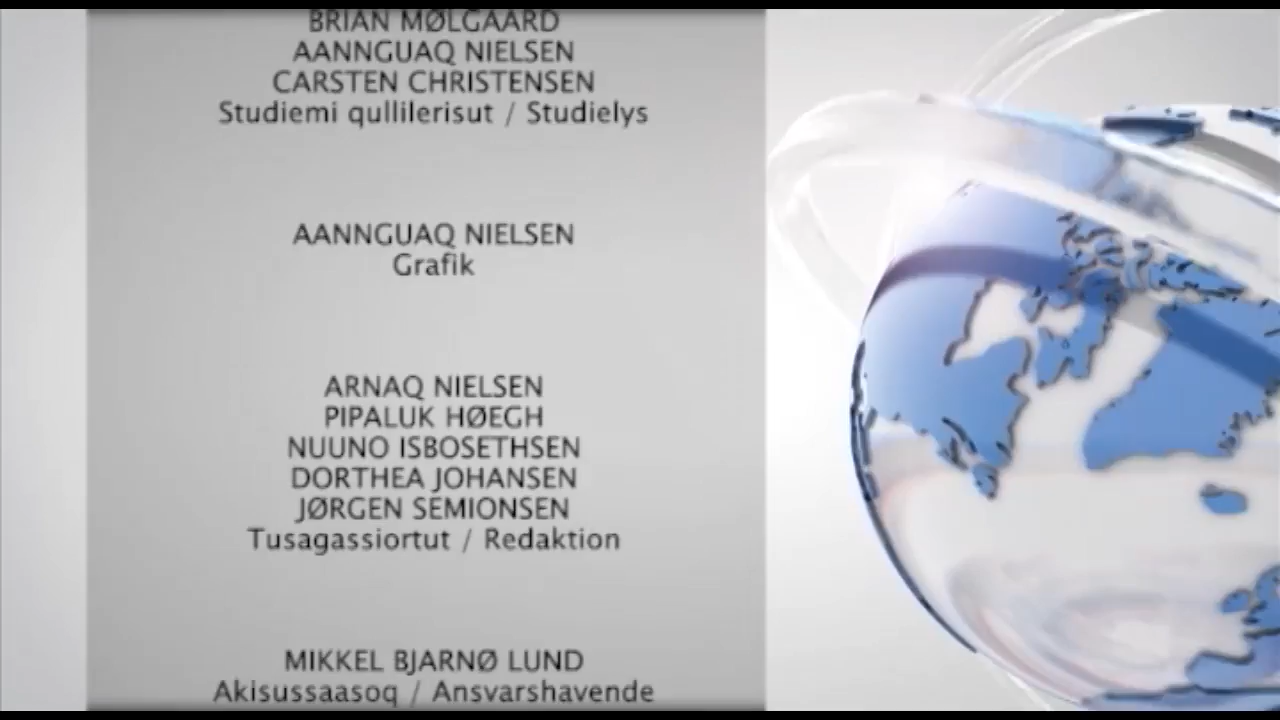 BRIAN MØLGAARD
AANNGUAQ NIELSEN
CARSTEN CHRISTENSEN
Studiemi qullilerisut / Studielys
AANNGUAQ NIELSEN
Grafik
ARNAQ NIELSEN
PIPALUK HØEGH
NUUNO ISBOSETHSEN
DORTHEA JOHANSEN
JØRGEN SEMIONSEN
Tusagassiortut / Redaktion
MIKKEL BJARNØ LUND
Akisussaasoq / Ansvarshavende